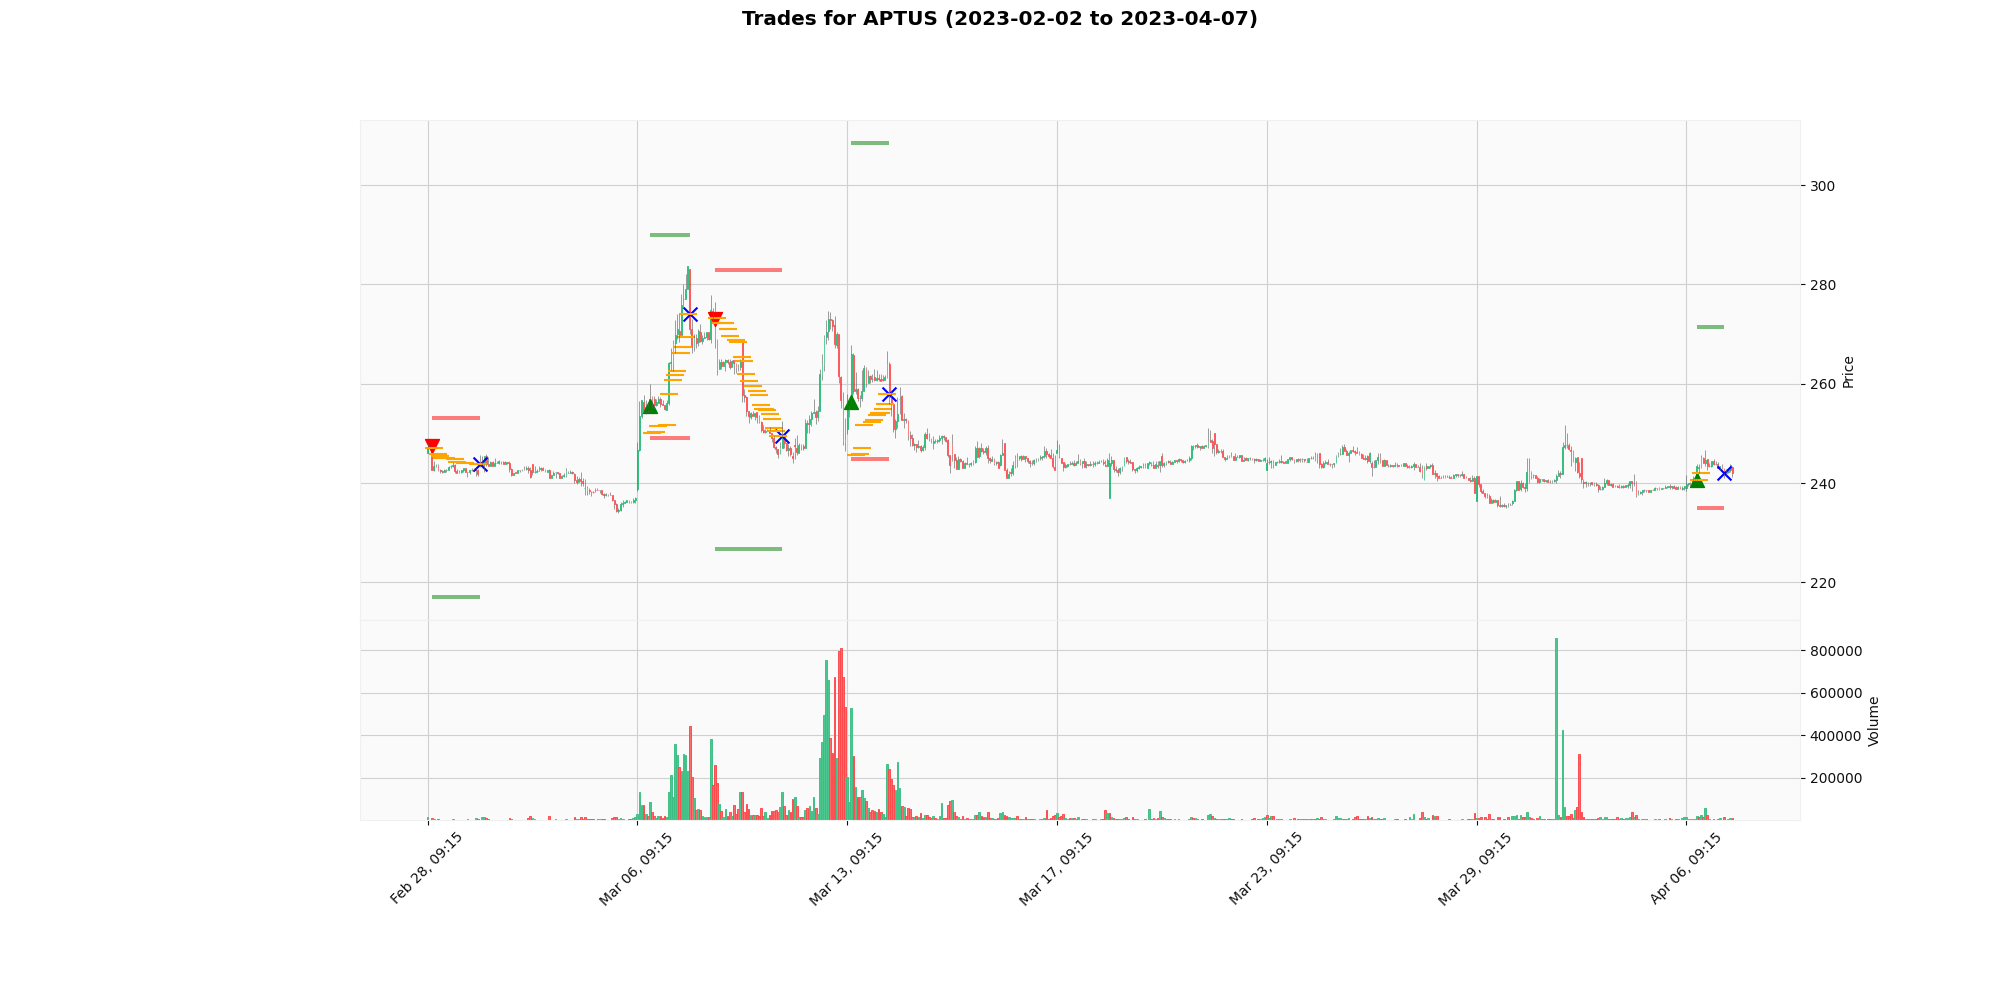 Trades for APTUS (2023-02-02 to 2023-04-07)
300
280
260
240
220
Price
800000
600000
400000
200000
Volume
Feb 28, 09:15
Mar 06, 09:15
Mar 13, 09:15
Mar 17, 09:15
Mar 23, 09:15
Mar 29, 09:15
Apr 06, 09:15